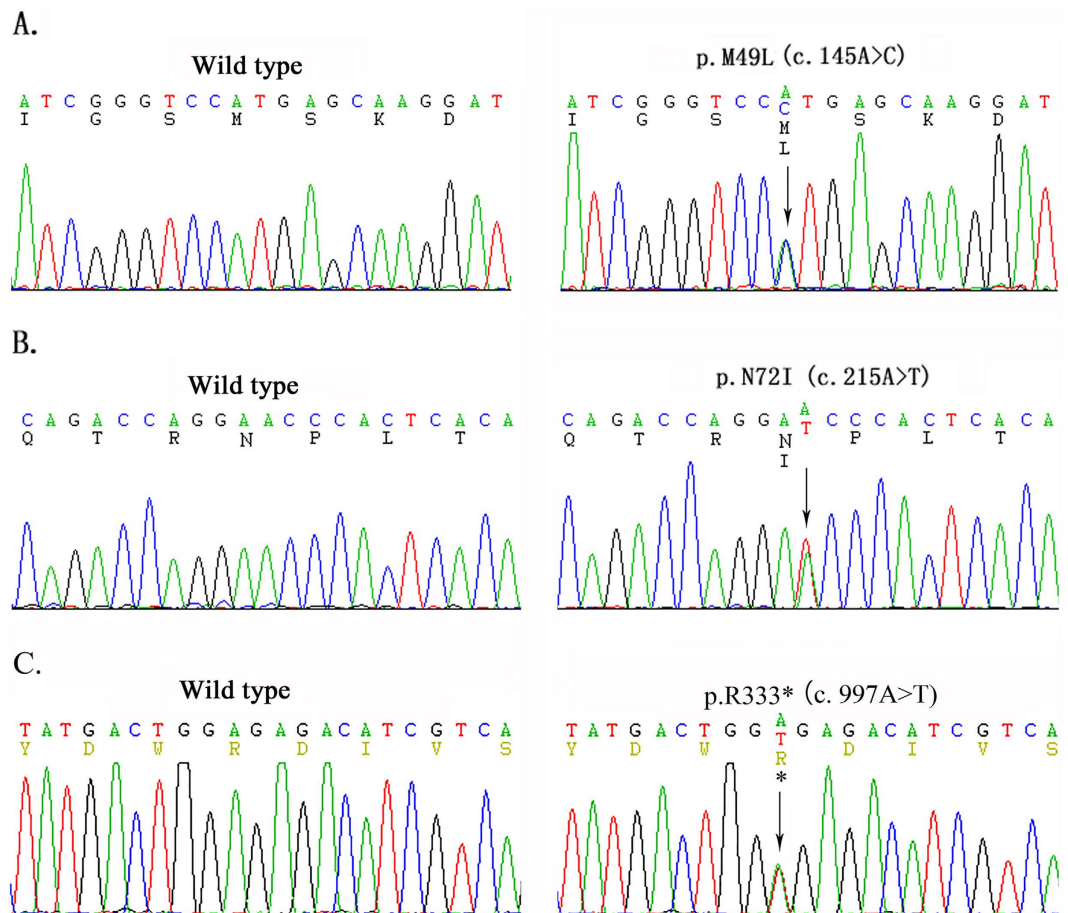 A.
Wild type
A T C G G G T C C A T G A G C A A G G A T
I G S M S K D
p. M49L (c. 145A>C)
A
A T C G G G T C C C T G A G C A A G G A T
I G S M S K D
L
B.
Wild type
C A G A C C A G G A A C C C A C T C A C A
Q T R N P L T
p. N72I (c. 215A>T)
A
C A G A C C A G G A T C C C A C T C A C A
Q T R N P L T
I
C.
Wild type
T A T G A C T G G A G A G A C A T C G T C A
Y D W R D I V S
p.R333* (c. 997A>T)
A
T A T G A C T G G T G A G A C A T C G T C A
Y D W R D I V S
*